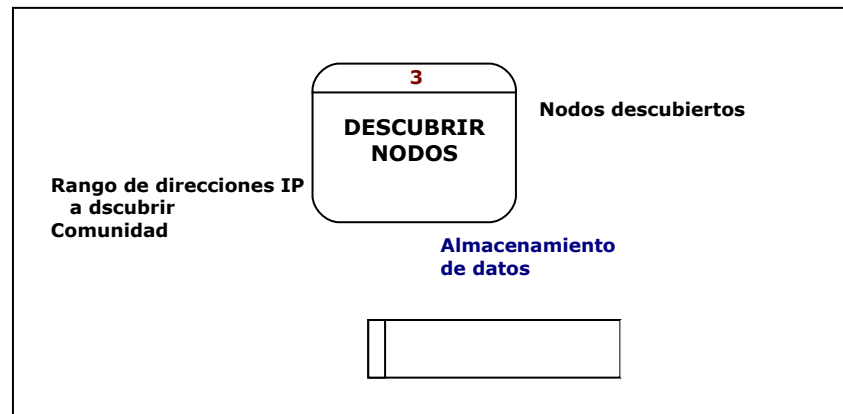 3
DESCUBRIR
NODOS
Nodos descubiertos
Rango de direcciones IP
a dscubrir
Comunidad
Almacenamiento
de datos